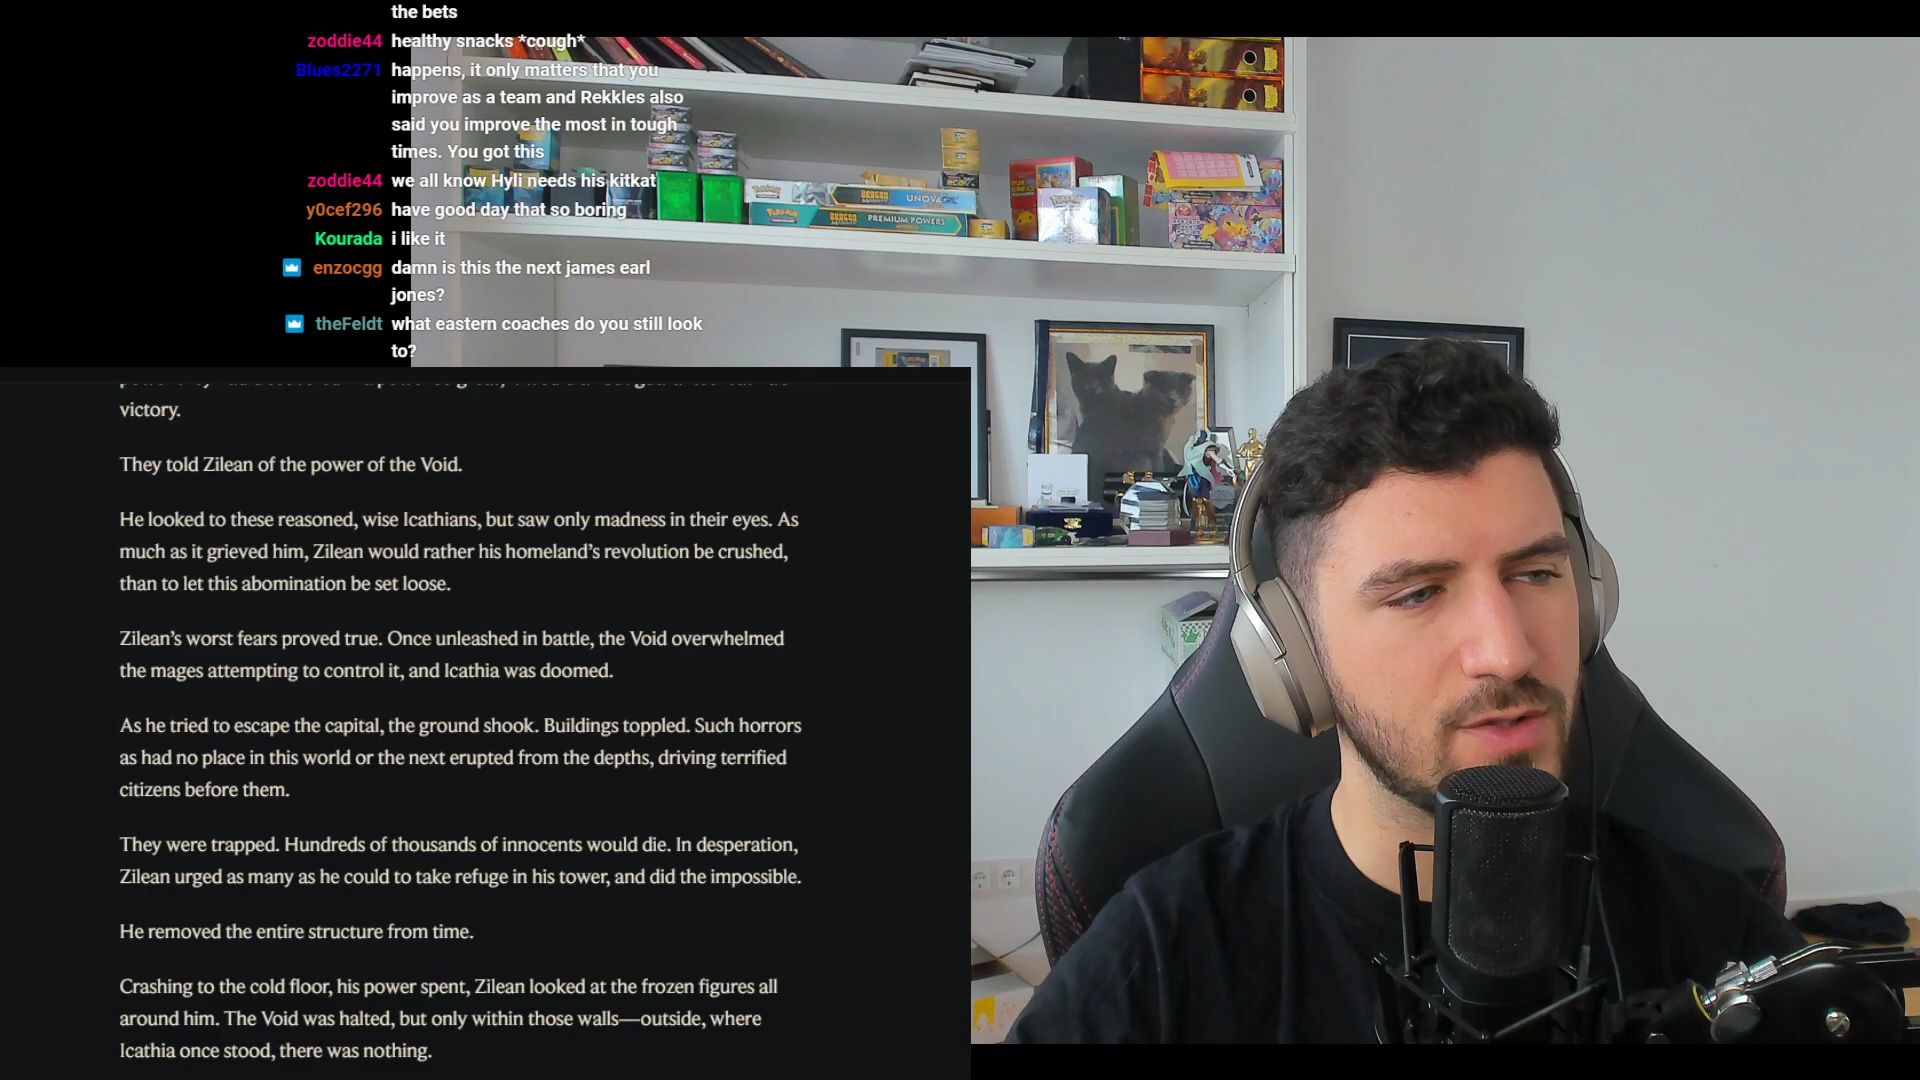 the bets
zoddie44 healthy snacks *cough*
Blues2271 happens, it only matters that you
improve as a team and Rekkles also
said you improve the most in tough
times. You got this
zoddie44 we all know Hyli needs his kitkat
y0cef296 have good day that so boring
Kourada i like it
enzocgg damn is this the next james earl
jones?
theFeldt what eastern coaches do you still look
to?
UNOVA
PREMIUM POWERS
victory.
They told Zilean of the power of the Void.
He looked to these reasoned, wise Icathians, but saw only madness in their eyes. As
much as it grieved him, Zilean would rather his homeland’s revolution be crushed,
than to let this abomination be set loose.
Zilean’s worst fears proved true. Once unleashed in battle, the Void overwhelmed
the mages attempting to control it, and Icathia was doomed.
As he tried to escape the capital, the ground shook. Buildings toppled. Such horrors
as had no place in this world or the next erupted from the depths, driving terrified
citizens before them.
They were trapped. Hundreds of thousands of innocents would die. In desperation,
Zilean urged as many as he could to take refuge in his tower, and did the impossible.
He removed the entire structure from time.
Crashing to the cold floor, his power spent, Zilean looked at the frozen figures all
around him. The Void was halted, but only within those walls—outside, where
Icathia once stood, there was nothing.